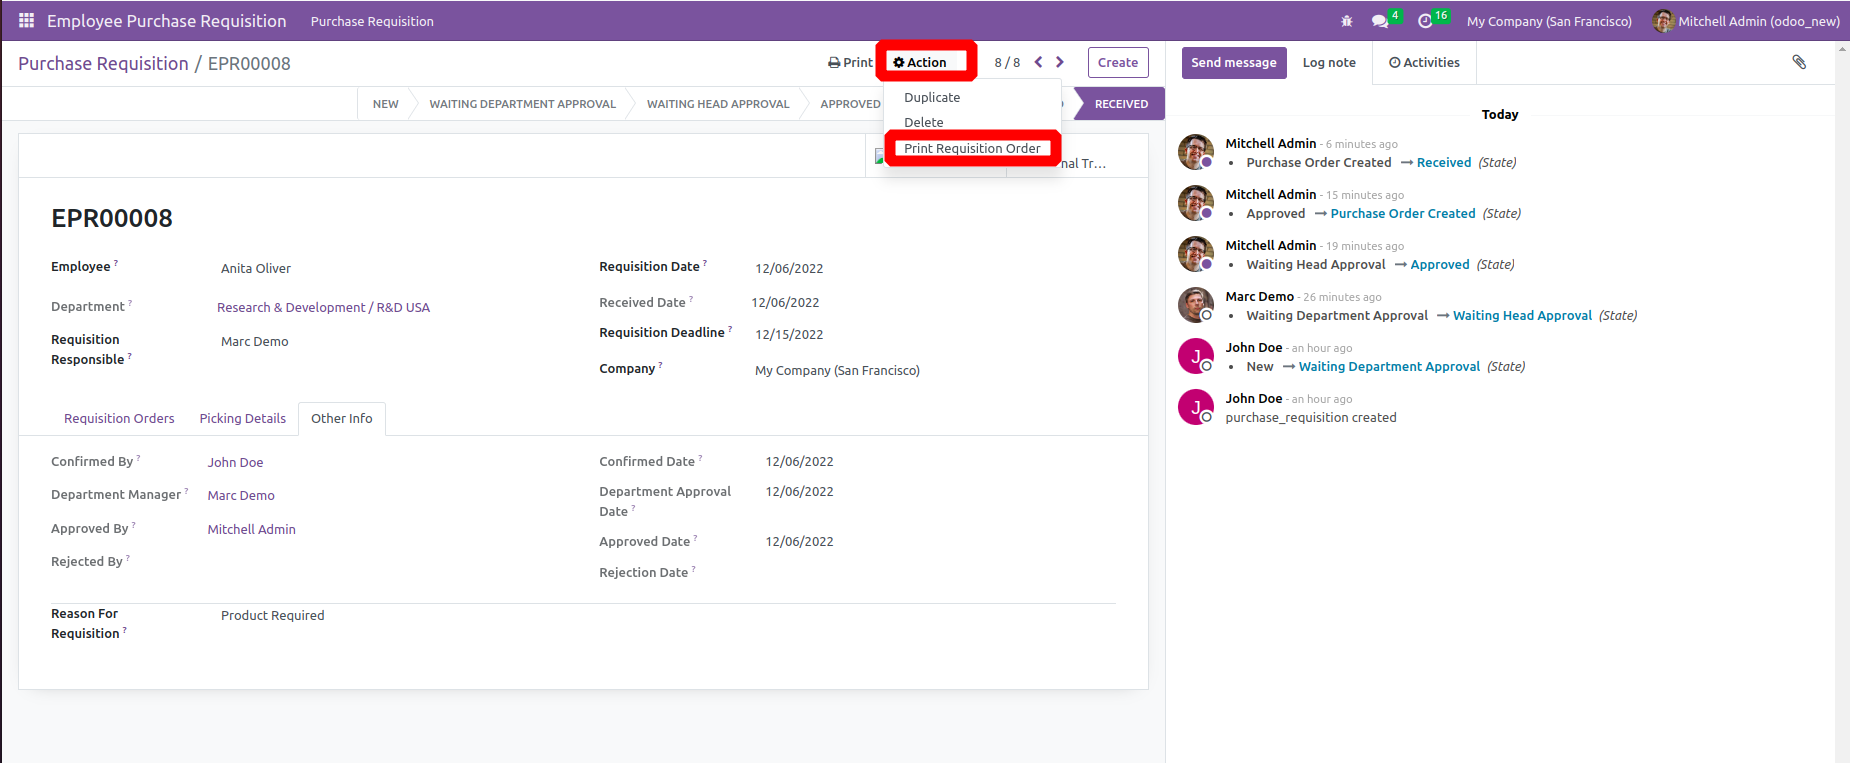 Employee Purchase Requisition Purchase Requisition 4 16 My Company (San Francisco) Mitchell Admin (odoo_new)
Purchase Requisition / EPR00008 Print Action 8 / 8 Create
Send message Log note Activities
NEW WAITING DEPARTMENT APPROVAL WAITING HEAD APPROVAL APPROVED RECEIVED
Duplicate
Delete
Print Requisition Order
nal Tr...
EPR00008
Employee ? Anita Oliver
Department ? Research & Development / R&D USA
Requisition
Responsible ? Marc Demo
Requisition Date ? 12/06/2022
Received Date ? 12/06/2022
Requisition Deadline ? 12/15/2022
Company ? My Company (San Francisco)
Requisition Orders Picking Details Other Info
Confirmed By ? John Doe
Department Manager ? Marc Demo
Approved By ? Mitchell Admin
Rejected By ?
Confirmed Date ? 12/06/2022
Department Approval
Date ? 12/06/2022
Approved Date ? 12/06/2022
Rejection Date ?
Reason For
Requisition ? Product Required
Today
Mitchell Admin - 6 minutes ago
• Purchase Order Created → Received (State)
Mitchell Admin - 15 minutes ago
• Approved → Purchase Order Created (State)
Mitchell Admin - 19 minutes ago
• Waiting Head Approval → Approved (State)
Marc Demo - 26 minutes ago
• Waiting Department Approval → Waiting Head Approval (State)
J John Doe - an hour ago
• New → Waiting Department Approval (State)
J John Doe - an hour ago
purchase_requisition created